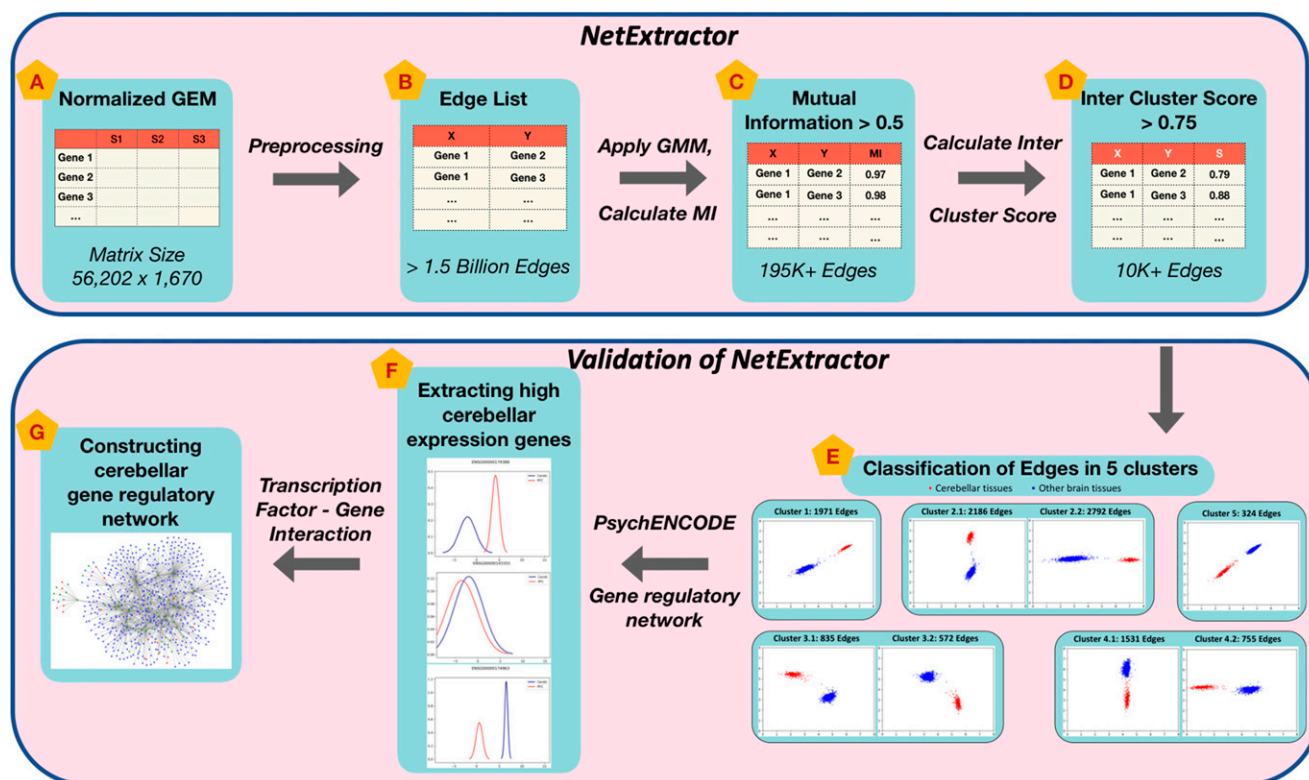 NetExtractor
A
Normalized GEM
S1 S2 S3
Gene 1
Gene 2
Gene 3
...
Matrix Size
56,202 x 1,670
Preprocessing
B
Edge List
X Y
Gene 1 Gene 2
Gene 1 Gene 3
... ...
... ...
> 1.5 Billion Edges
Apply GMM,
Calculate MI
C
Mutual
Information > 0.5
X Y MI
Gene 1 Gene 2 0.97
Gene 1 Gene 3 0.98
... ... ...
... ... ...
195K+ Edges
Calculate Inter
Cluster Score
D
Inter Cluster Score
> 0.75
X Y S
Gene 1 Gene 2 0.79
Gene 1 Gene 3 0.88
... ... ...
... ... ...
10K+ Edges
Validation of NetExtractor
E
Classification of Edges in 5 clusters
Cerebellar tissues Other brain tissues
Cluster 1: 1971 Edges
Cluster 2.1: 2186 Edges
Cluster 2.2: 2792 Edges
Cluster 5: 324 Edges
Cluster 3.1: 835 Edges
Cluster 3.2: 572 Edges
Cluster 4.1: 1531 Edges
Cluster 4.2: 755 Edges
PsychENCODE
Gene regulatory
network
F
Extracting high
cerebellar
expression genes
Transcription
Factor - Gene
Interaction
G
Constructing
cerebellar
gene regulatory
network